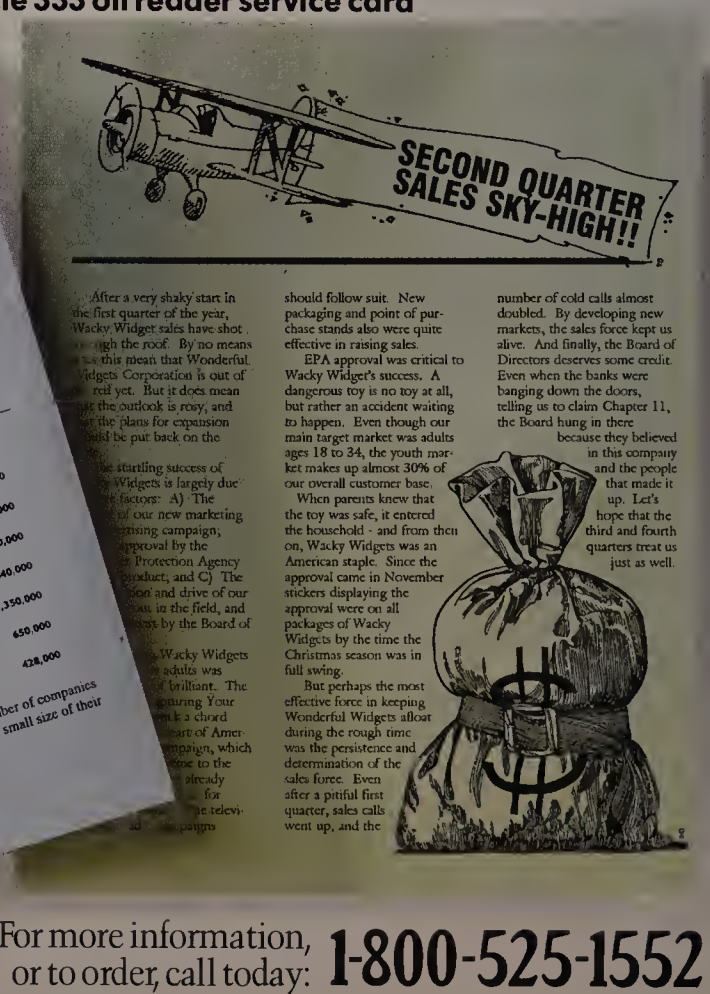 333 on reader service card
SECOND QUARTER
SALES SKY-HIGH!!
After a very shaky start in
the first quarter of the year,
Wacky Widget sales have shot
the roof. By no means
this mean that Wonderful
Widgets Corporation is out of
red yet. But it does mean
the outlook is rosy, and
the plans for expansion
be put back on the
startling success of
Widgets is largely due
factors: A) The
of our new marketing
campaign;
approval by the
Protection Agency
product; and C) The
and drive of our
out in the field, and
by the Board of
Wacky Widgets
adults was
brilliant. The
Your
a chord
of Amer-
campaign, which
to the
already
for
televi-
should follow suit. New
packaging and point of pur-
chase stands also were quite
effective in raising sales.
EPA approval was critical to
Wacky Widget's success. A
dangerous toy is no toy at all,
but rather an accident waiting
to happen. Even though our
main target market was adults
ages 18 to 34, the youth mar-
ket makes up almost 30% of
our overall customer base.
When parents knew that
the toy was safe, it entered
the household - and from then
on, Wacky Widgets was an
American staple. Since the
approval came in November
stickers displaying the
approval were on all
packages of Wacky
Widgets by the time the
Christmas season was in
full swing.
But perhaps the most
effective force in keeping
Wonderful Widgets afloat
during the rough time
was the persistence and
determination of the
sales force. Even
after a pitiful first
quarter, sales calls
went up, and the
number of cold calls almost
doubled. By developing new
markets, the sales force kept us
alive. And finally, the Board of
Directors deserves some credit.
Even when the banks were
banging down the doors,
telling us to claim Chapter 11,
the Board hung in there
because they believed
in this company
and the people
that made it
up. Let's
hope that the
third and fourth
quarters treat us
just as well.
650,000
428,000
of companies
small size of their
For more information,
or to order, call today: 1-800-525-1552